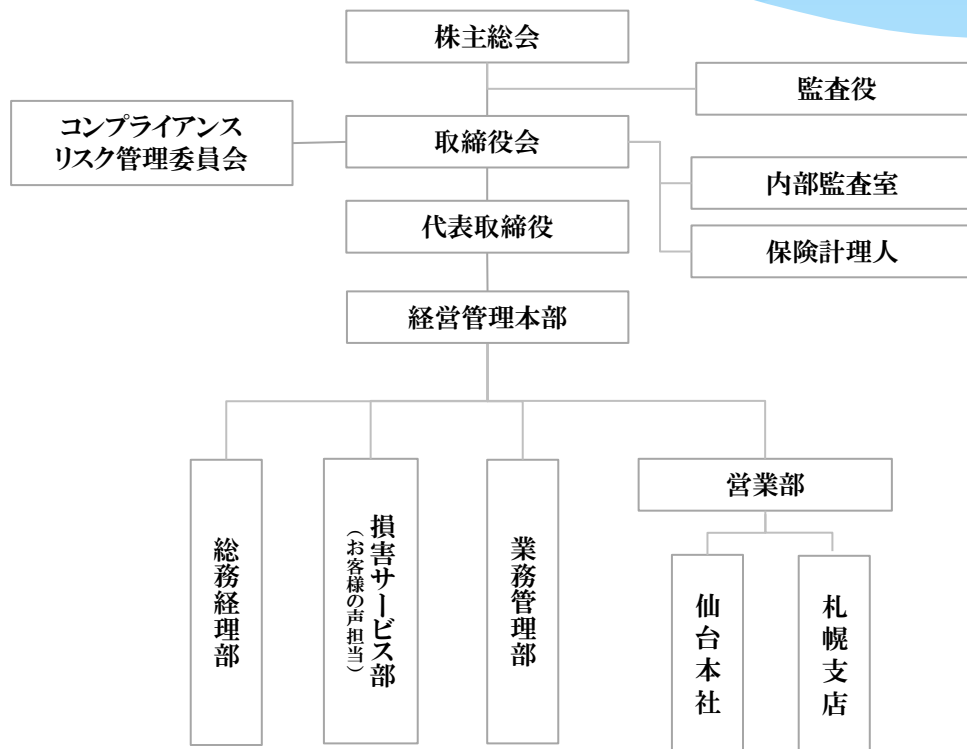 株主総会
監査役
コンプライアンス
リスク管理委員会
取締役会
内部監査室
代表取締役
保険計理人
経営管理本部
営業部
総務経理部
損害サービス部
（お客様の声担当）
業務管理部
仙台本社
札幌支店